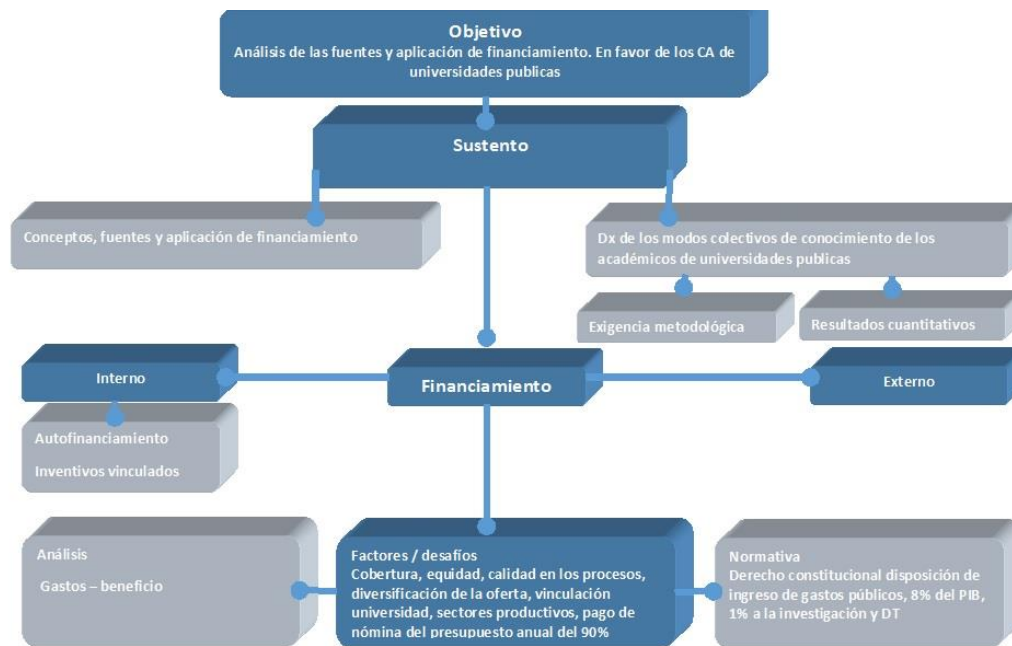 Objetivo
Análisis de las fuentes y aplicación de financiamiento. En favor de los CA de
universidades publicas
Sustento
Conceptos, fuentes y aplicación de financiamiento
Dx de los modos colectivos de conocimiento de los
académicos de universidades publicas
Exigencia metodológica
Resultados cuantitativos
Interno
Financiamiento
Externo
Autofinanciamiento
Inventivos vinculados
Análisis
Gastos – beneficio
Factores / desafíos
Cobertura, equidad, calidad en los procesos,
diversificación de la oferta, vinculación
universidad, sectores productivos, pago de
nómina del presupuesto anual del 90%
Normativa
Derecho constitucional disposición de
ingreso de gastos públicos, 8% del PIB,
1% a la investigación y DT